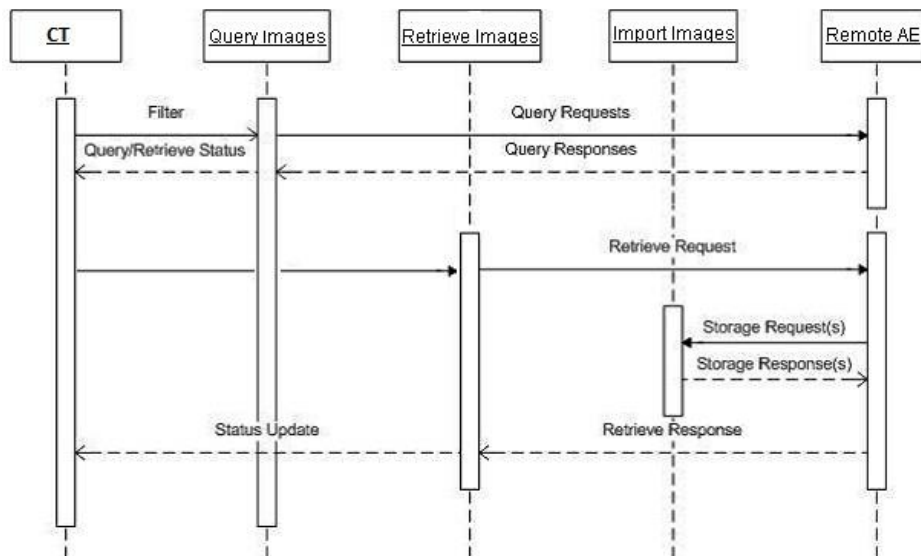 CT
Query Images
Retrieve Images
Import Images
Remote AE
Filter
Query Requests
Query/Retrieve Status
Query Responses
Retrieve Request
Storage Request(s)
Storage Response(s)
Status Update
Retrieve Response